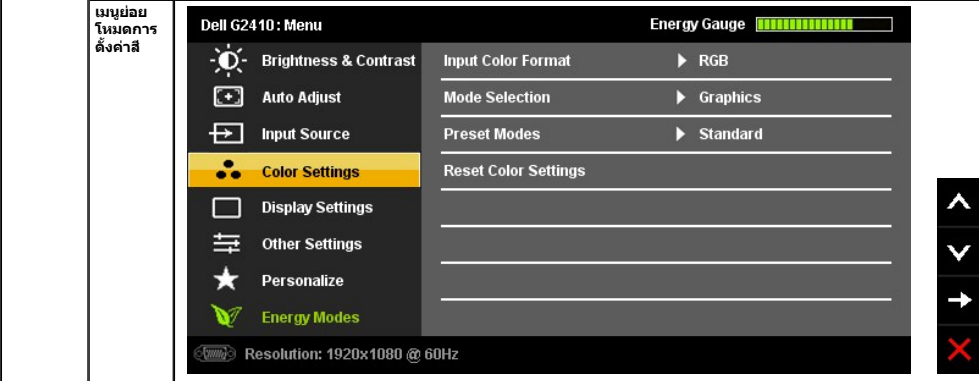 เมนูย่อย
โหมดการ
ตั้งค่าสี
Dell G2410: Menu
Energy Gauge
Brightness & Contrast
Auto Adjust
Input Source
Color Settings
Display Settings
Other Settings
Personalize
Energy Modes
Input Color Format RGB
Mode Selection Graphics
Preset Modes Standard
Reset Color Settings
Resolution: 1920x1080 @ 60Hz